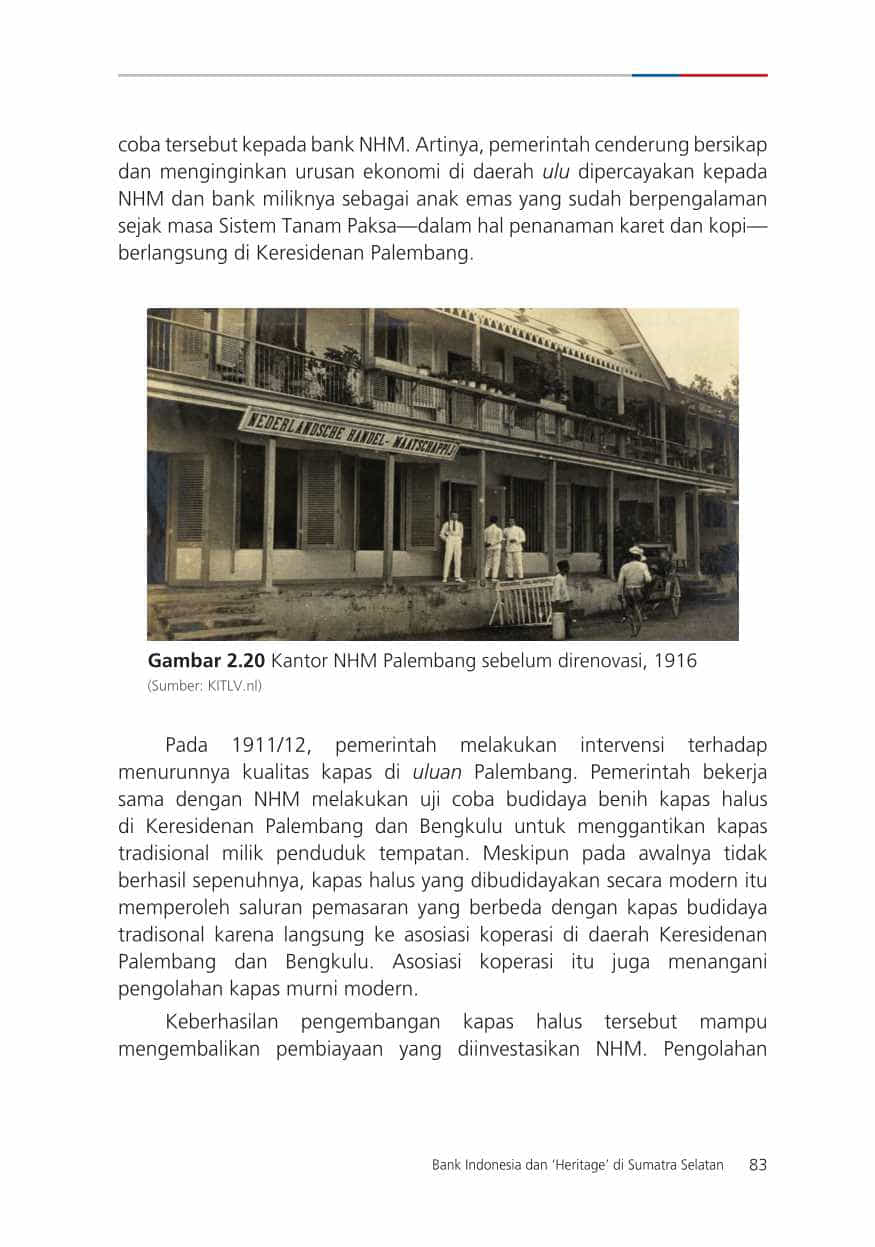 coba tersebut kepada bank NHM. Artinya, pemerintah cenderung bersikap
dan menginginkan urusan ekonomi di daerah ulu dipercayakan kepada
NHM dan bank miliknya sebagai anak emas yang sudah berpengalaman
sejak masa Sistem Tanam Paksa—dalam hal penanaman karet dan kopi—
berlangsung di Keresidenan Palembang.
NEDERLANDSCHE HANDEL-MAATSCHAPPIJ
Gambar 2.20 Kantor NHM Palembang sebelum direnovasi, 1916
(Sumber: KITLV.nl)
Pada 1911/12, pemerintah melakukan intervensi terhadap
menurunnya kualitas kapas di uluan Palembang. Pemerintah bekerja
sama dengan NHM melakukan uji coba budidaya benih kapas halus
di Keresidenan Palembang dan Bengkulu untuk menggantikan kapas
tradisional milik penduduk tempatan. Meskipun pada awalnya tidak
berhasil sepenuhnya, kapas halus yang dibudidayakan secara modern itu
memperoleh saluran pemasaran yang berbeda dengan kapas budidaya
tradisonal karena langsung ke asosiasi koperasi di daerah Keresidenan
Palembang dan Bengkulu. Asosiasi koperasi itu juga menangani
pengolahan kapas murni modern.
Keberhasilan pengembangan kapas halus tersebut mampu
mengembalikan pembiayaan yang diinvestasikan NHM. Pengolahan
Bank Indonesia dan ‘Heritage’ di Sumatra Selatan 83